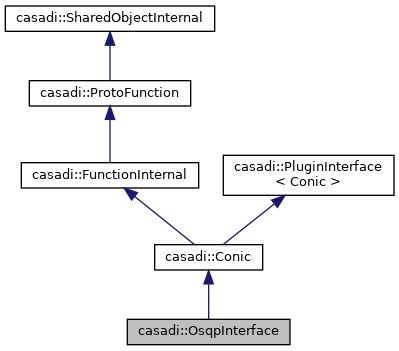 casadi::SharedObjectInternal
casadi::ProtoFunction
casadi::FunctionInternal
casadi::PluginInterface
< Conic >
casadi::Conic
casadi::OsqpInterface